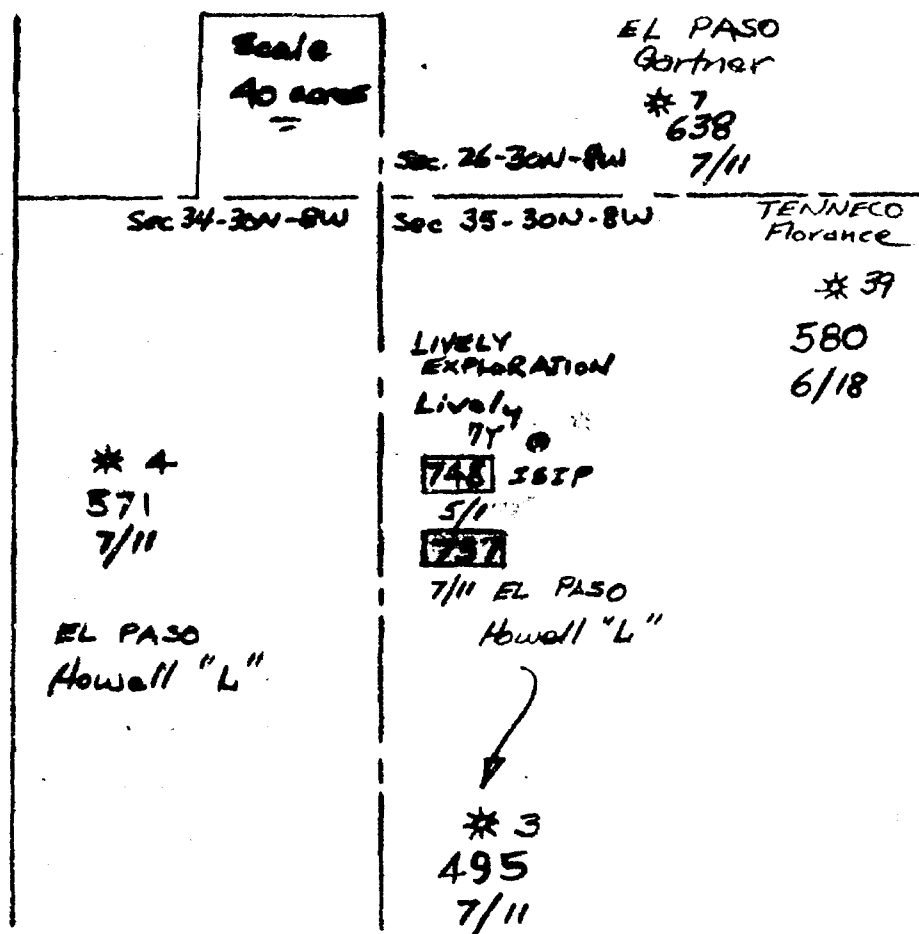 Scale
40 acres
EL PASO
Gartner
7
638
7/11
Sec. 26-30N-8W
Sec 34-30N-8W
Sec 35-30N-8W
TENNECO
Florance
39
580
6/18
LIVELY
EXPLORATION
Lively
7Y
748 ISIP
5/1
737
7/11
4
571
7/11
EL PASO
Howell "L"
EL PASO
Howell "L"
3
495
7/11